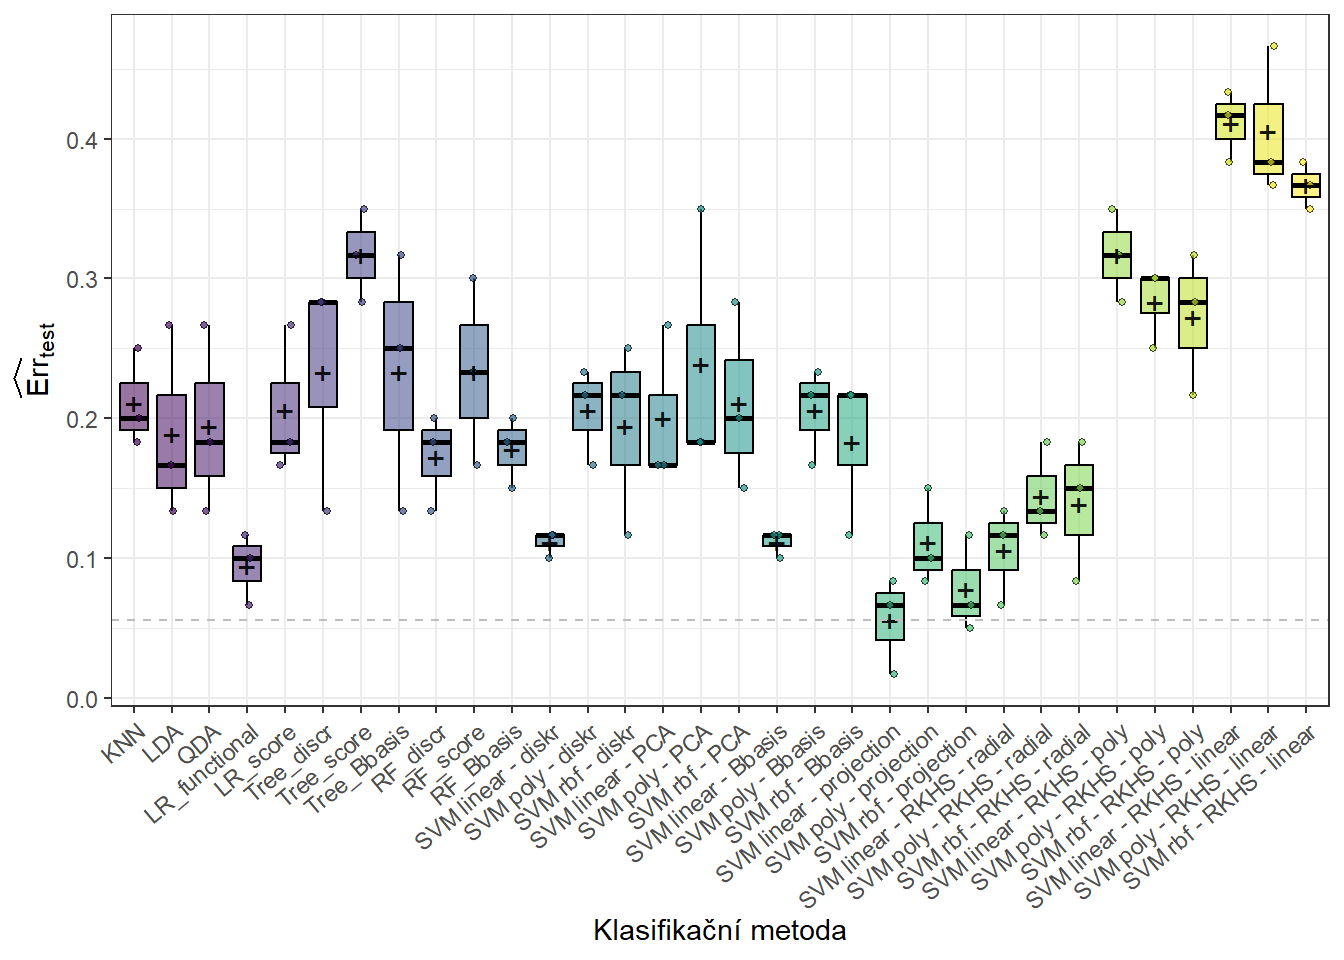 Err test
0.4
0.3
0.2
0.1
0.0
KNN
LDA
QDA
LR_functional
LR_score
Tree_discr
Tree_score
Tree_Bbasis
RF_discr
RF_score
RF_Bbasis
SVM linear - diskr
SVM poly - diskr
SVM rbf - diskr
SVM linear - PCA
SVM poly - PCA
SVM rbf - PCA
SVM linear - Bbasis
SVM poly - Bbasis
SVM rbf - Bbasis
SVM linear - projection
SVM poly - projection
SVM rbf - projection
SVM linear - RKHS - radial
SVM poly - RKHS - radial
SVM rbf - RKHS - radial
SVM linear - RKHS - poly
SVM poly - RKHS - poly
SVM rbf - RKHS - poly
SVM linear - RKHS - linear
SVM poly - RKHS - linear
SVM rbf - RKHS - linear
Klasifikační metoda